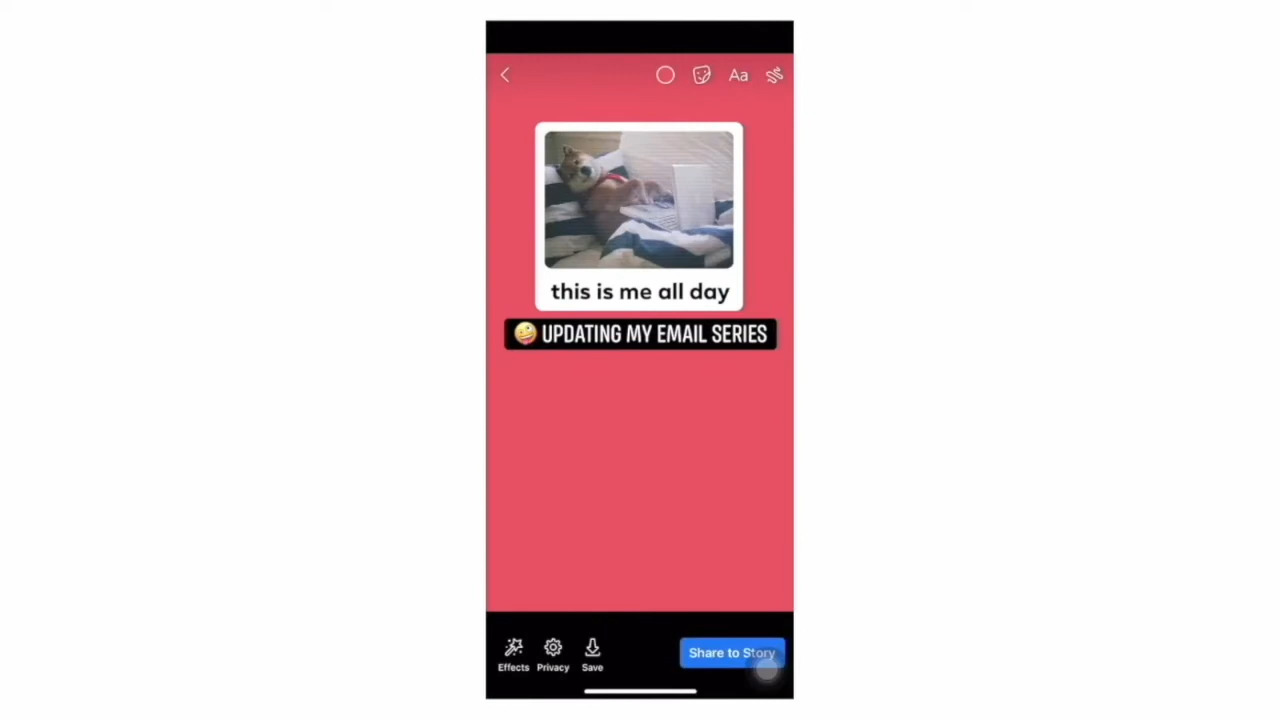 Aa
this is me all day
🤪 UPDATING MY EMAIL SERIES
Effects Privacy Save
Share to Story